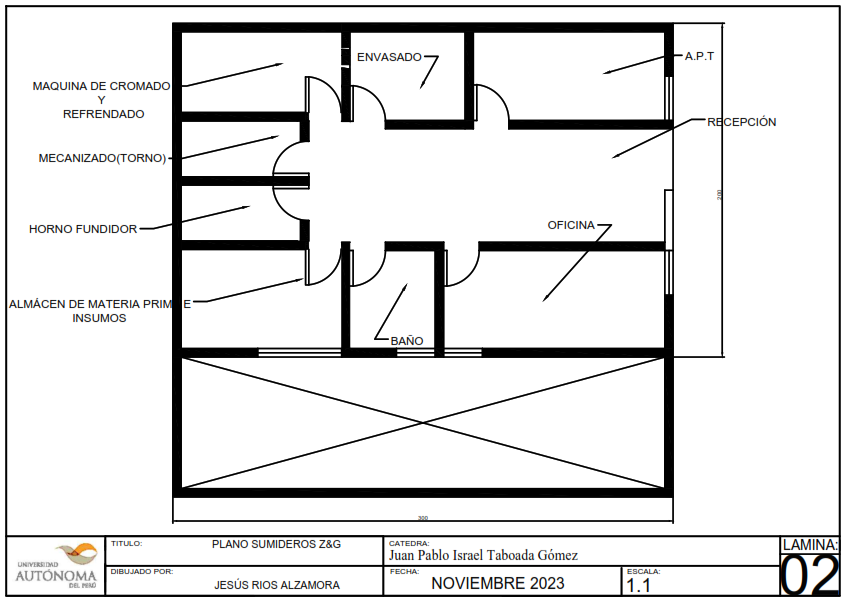 ENVASADO
A.P.T
MAQUINA DE CROMADO
Y
REFRENDADO
RECEPCIÓN
MECANIZADO(TORNO)
200
HORNO FUNDIDOR
OFICINA
ALMÁCEN DE MATERIA PRIMA E
INSUMOS
BAÑO
300
UNIVERSIDAD
AUTÓNOMA
DEL PERÚ
TITULO:
PLANO SUMIDEROS Z&G
DIBUJADO POR:
JESÚS RIOS ALZAMORA
CATEDRA:
Juan Pablo Israel Taboada Gómez
FECHA:
NOVIEMBRE 2023
ESCALA:
1.1
LAMINA:
02